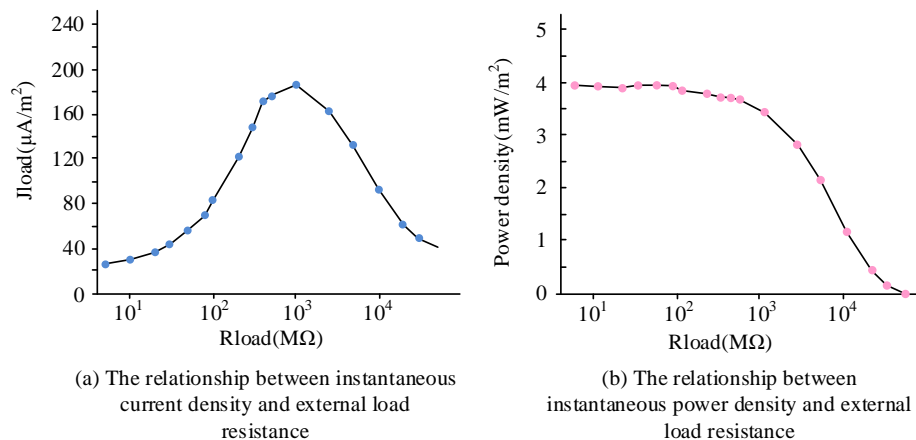 240
200
160
120
80
40
0
Jload(μA/m²)
10¹
10²
10³
10⁴
Rload(MΩ)
(a) The relationship between instantaneous
current density and external load
resistance
5
4
3
2
1
0
Power density(mW/m²)
10¹
10²
10³
10⁴
Rload(MΩ)
(b) The relationship between
instantaneous power density and external
load resistance